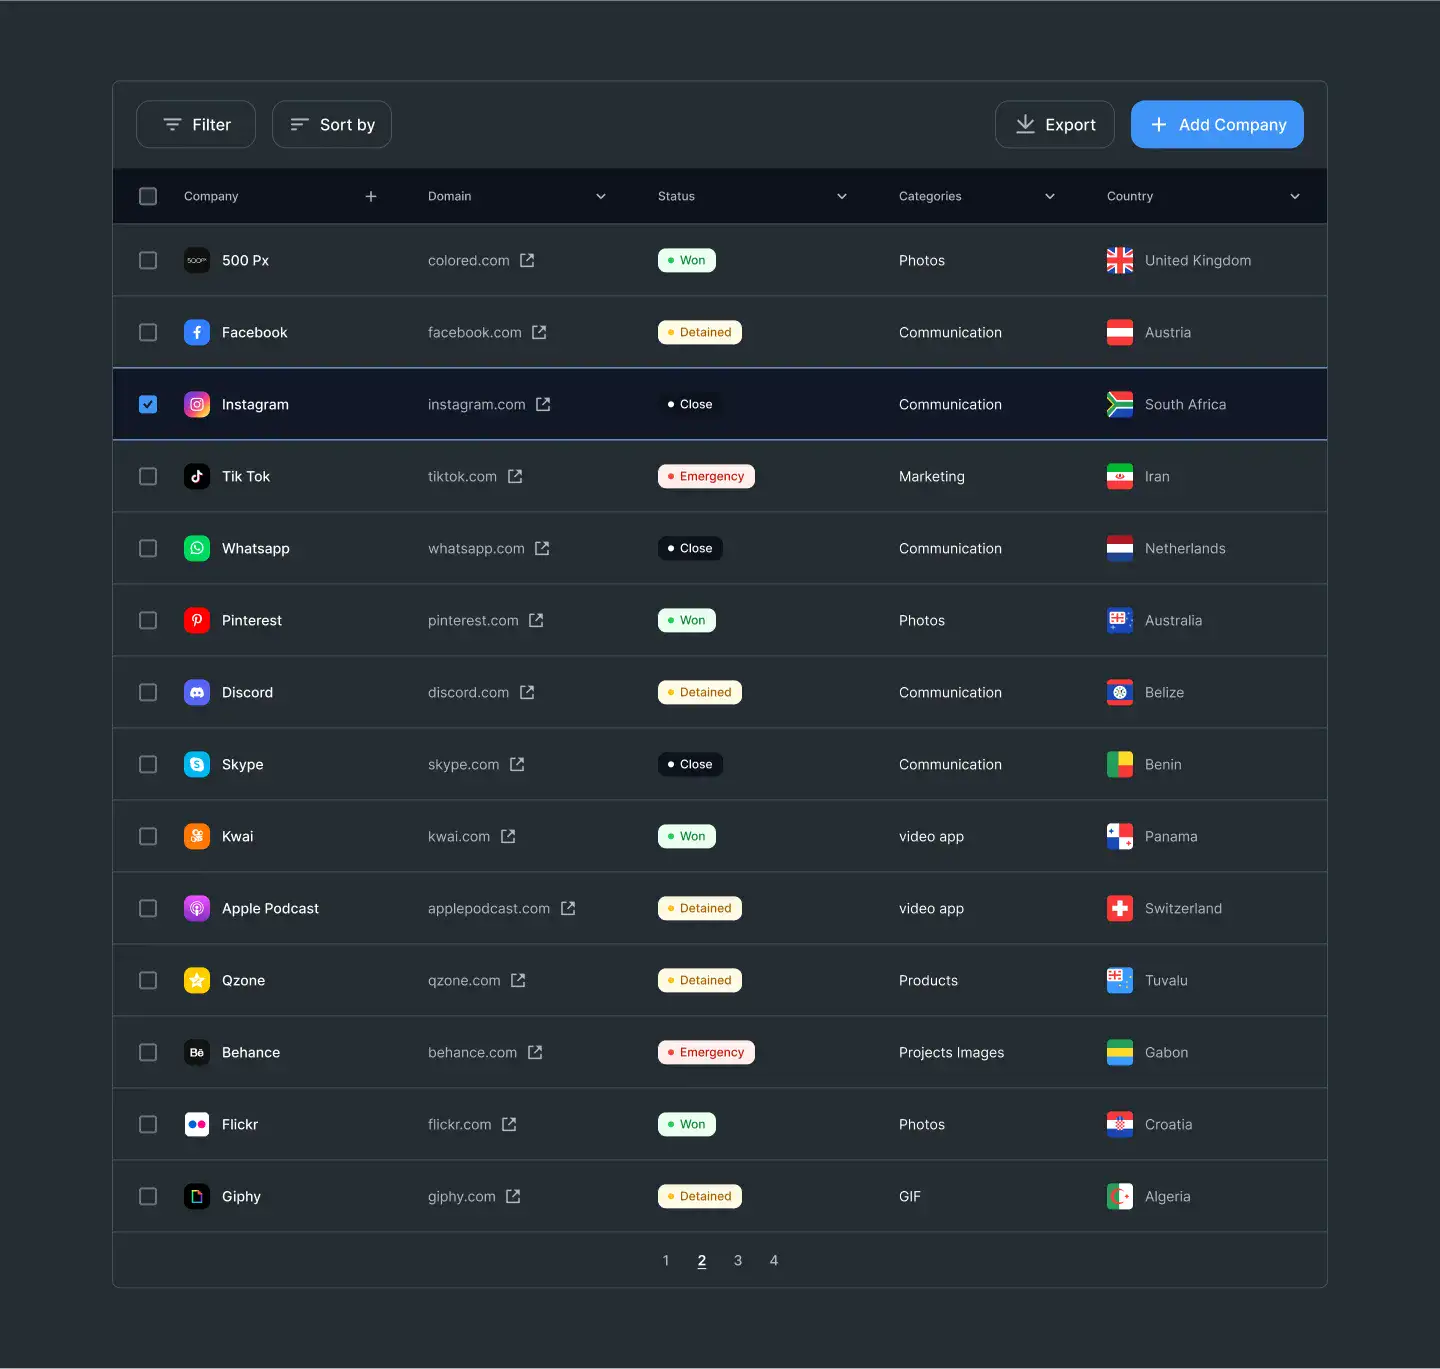 Filter Sort by Export + Add Company
Company + Domain Status Categories Country
500px 500 Px colored.com Won Photos United Kingdom
Facebook facebook.com Detained Communication Austria
Instagram instagram.com Close Communication South Africa
Tik Tok tiktok.com Emergency Marketing Iran
Whatsapp whatsapp.com Close Communication Netherlands
Pinterest pinterest.com Won Photos Australia
Discord discord.com Detained Communication Belize
S Skype skype.com Close Communication Benin
Kwai kwai.com Won video app Panama
Apple Podcast applepodcast.com Detained video app Switzerland
Qzone qzone.com Detained Products Tuvalu
Bē Behance behance.com Emergency Projects Images Gabon
Flickr flickr.com Won Photos Croatia
Giphy giphy.com Detained GIF Algeria
1 2 3 4